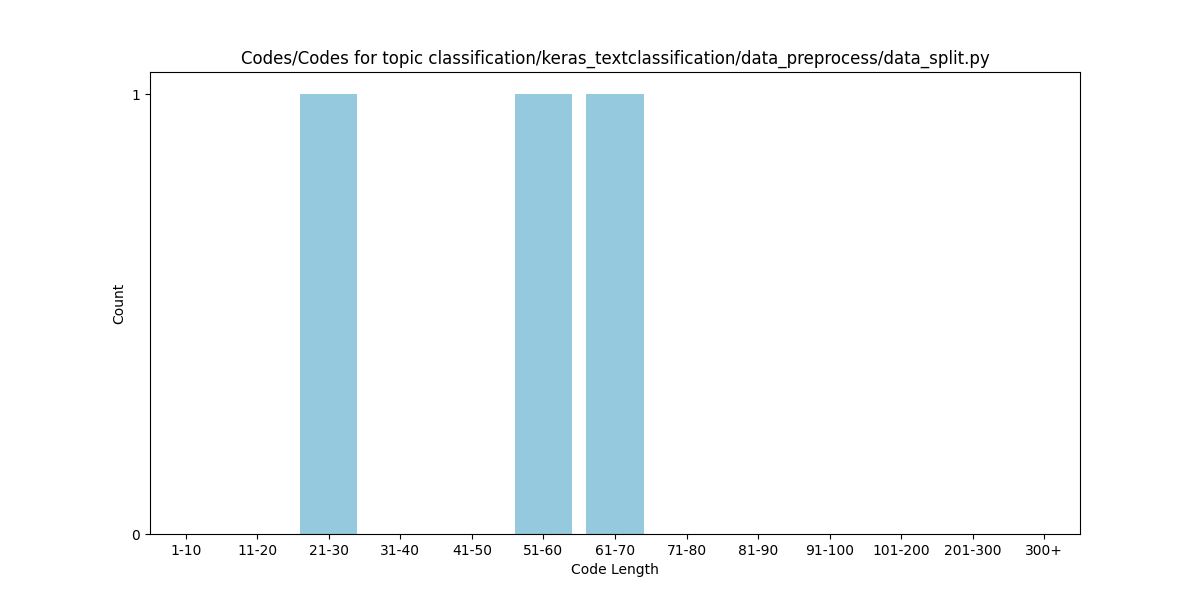 Codes/Codes for topic classification/keras_textclassification/data_preprocess/data_split.py
1
Count
0
1-10 11-20 21-30 31-40 41-50 51-60 61-70 71-80 81-90 91-100 101-200 201-300 300+
Code Length